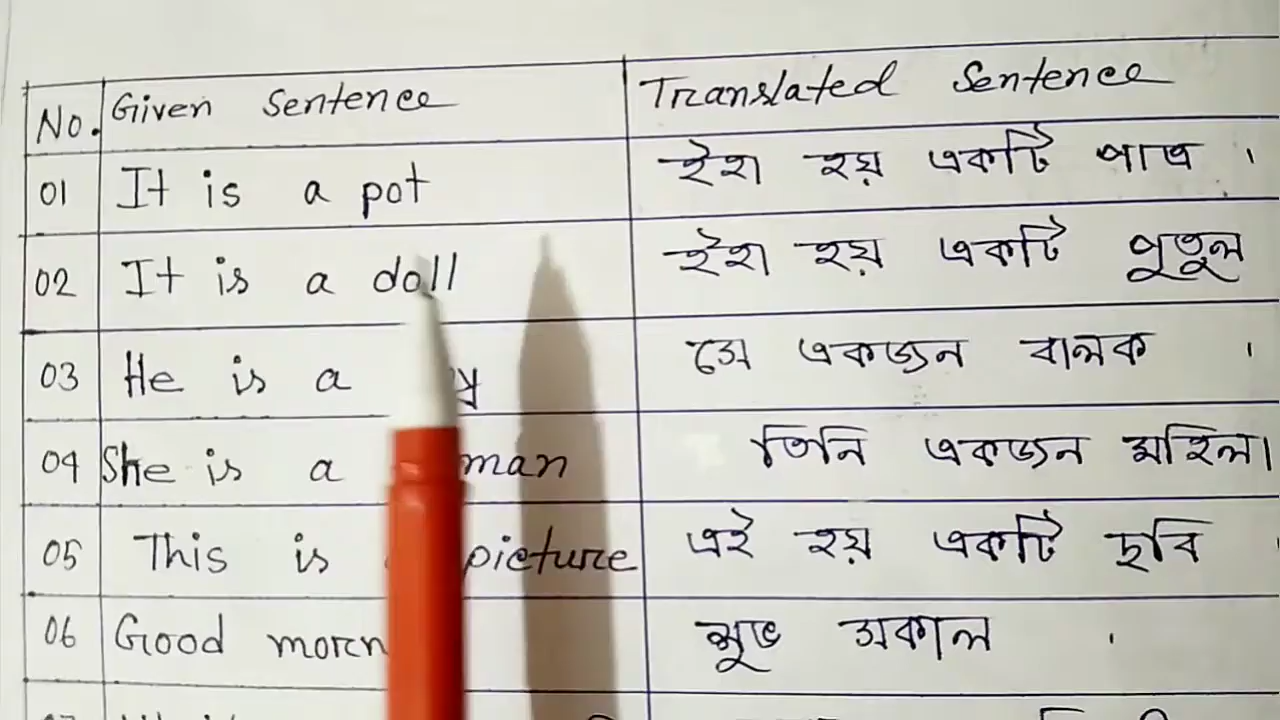 No. Given Sentence Translated Sentence
01 It is a pot ইহা হয় একটি পাত্র ।
02 It is a doll ইহা হয় একটি পুতুল
03 He is a সে একজন বালক ।
04 She is a man তিনি একজন মহিলা।
05 This is picture এই হয় একটি ছবি ।
06 Good morn শুভ সকাল ।